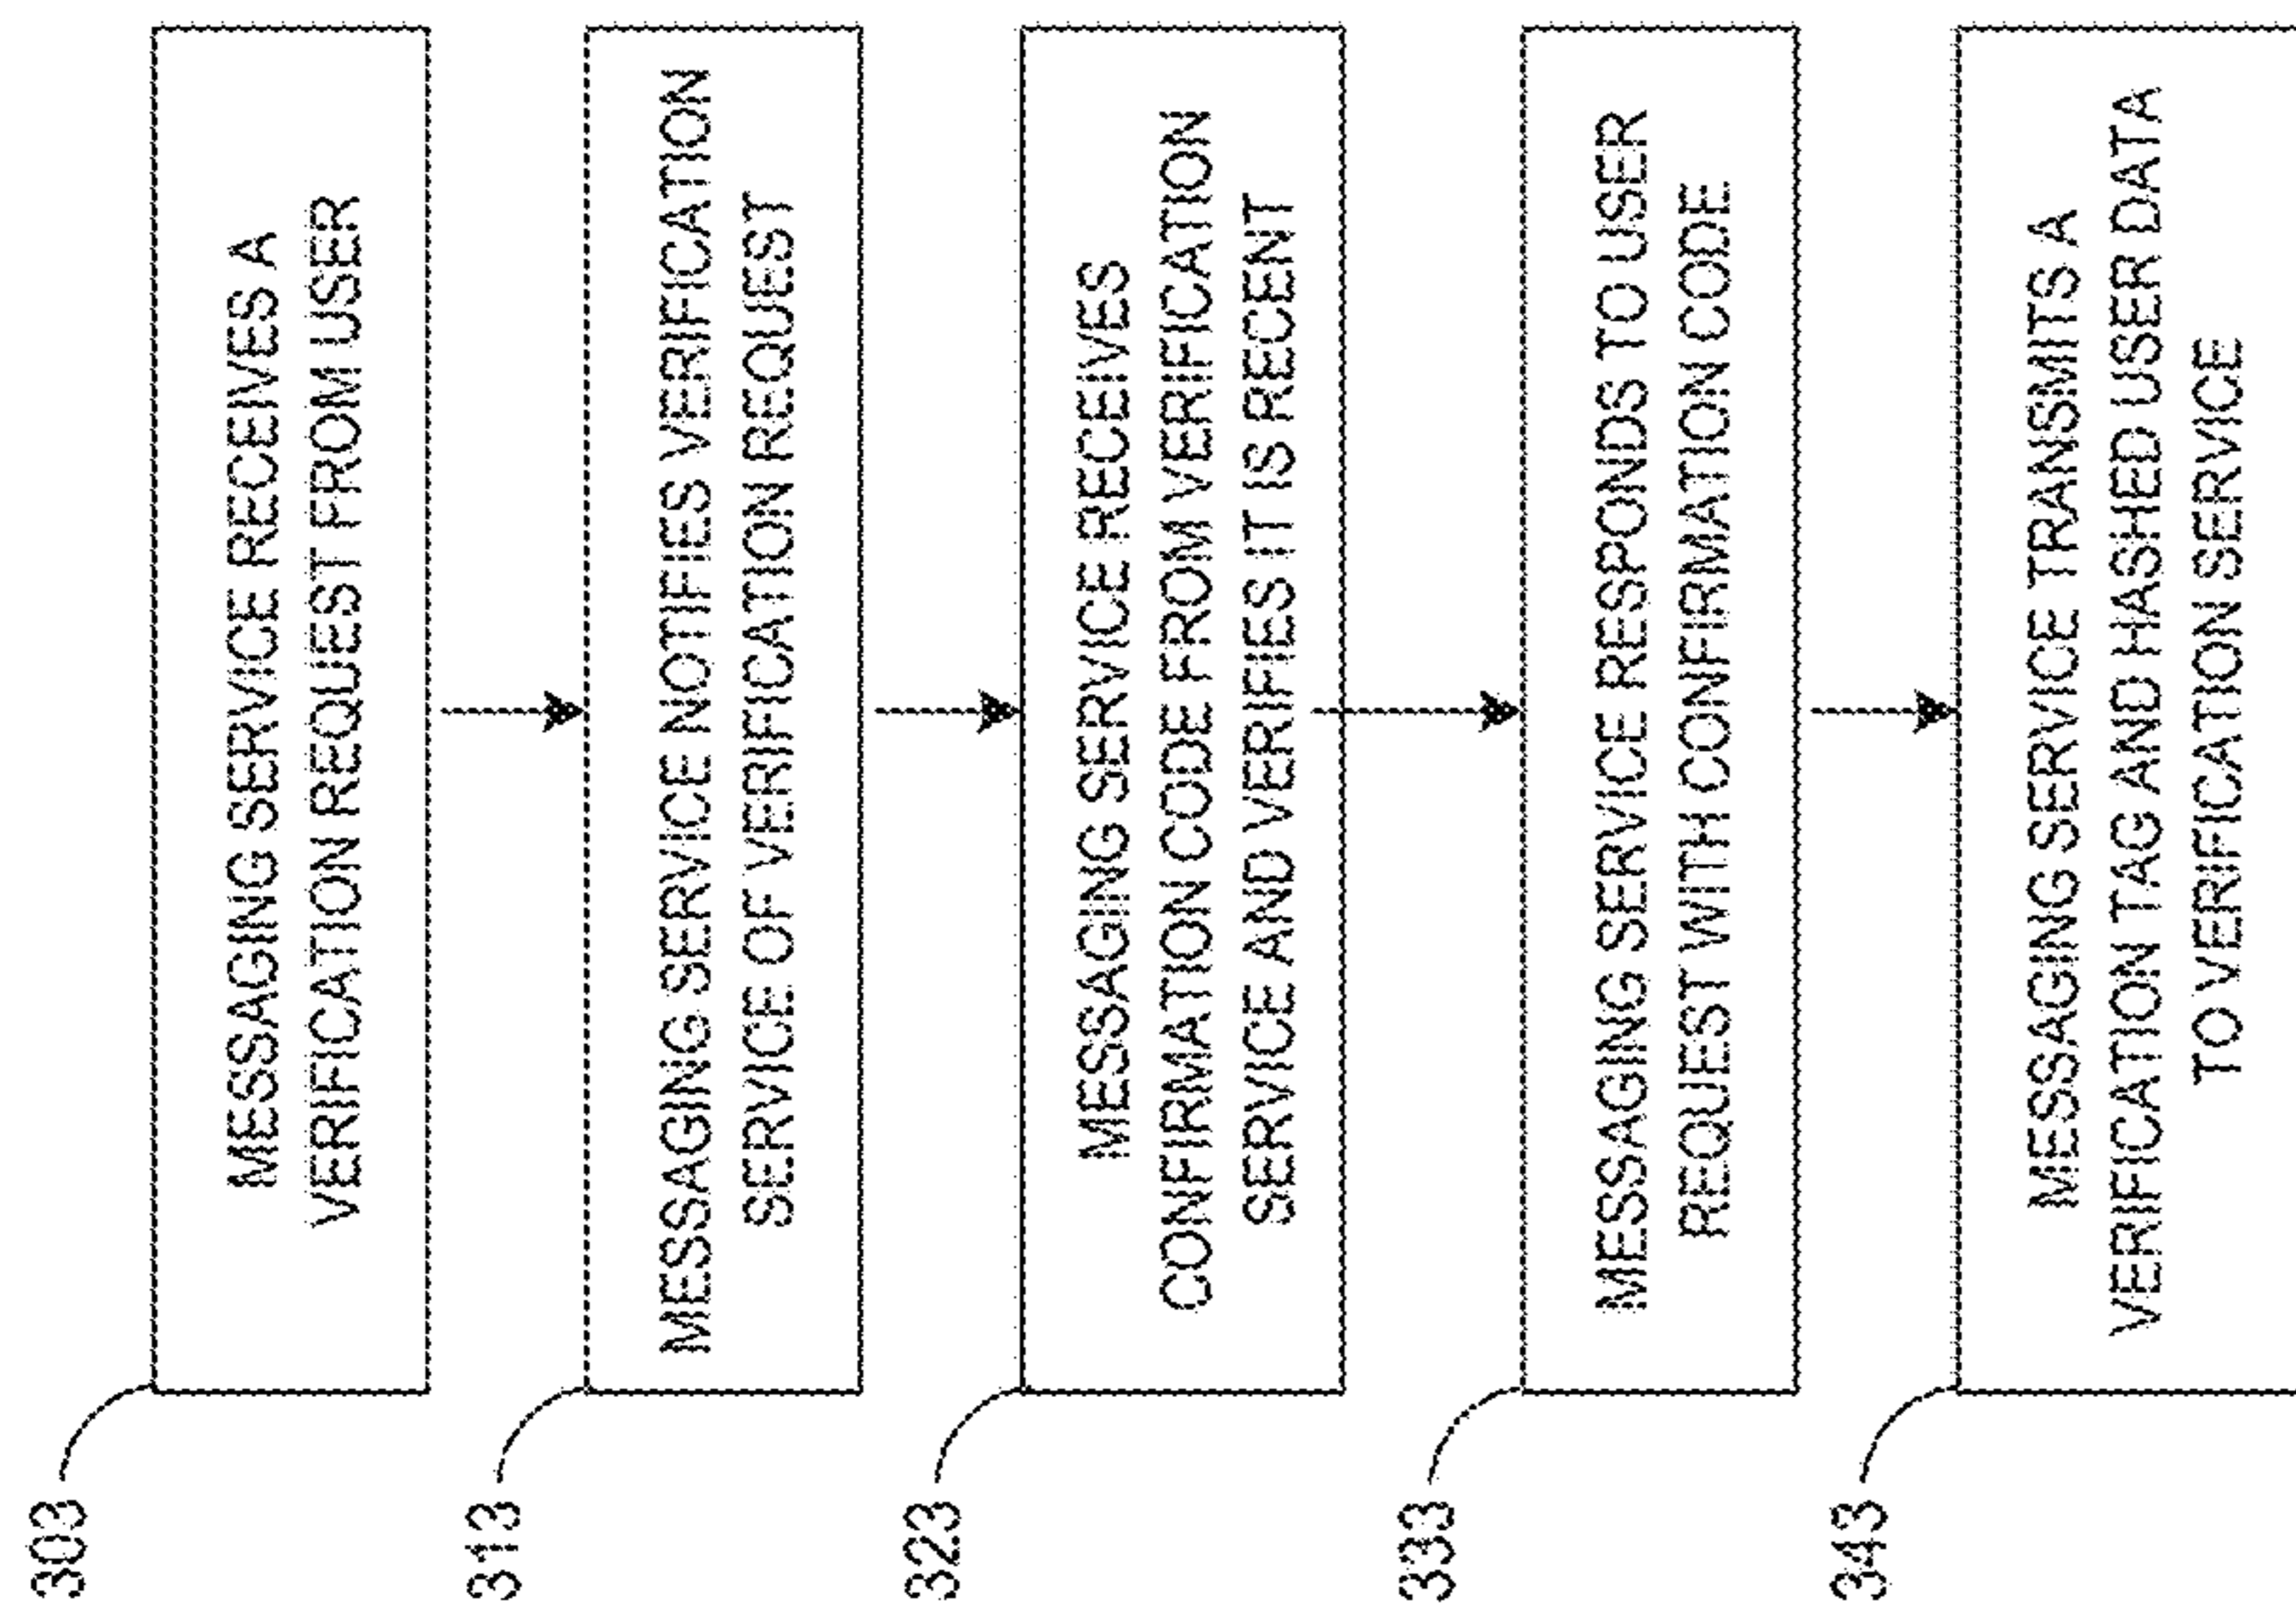 303
MESSAGING SERVICE RECEIVES A
VERIFICATION REQUEST FROM USER
313
MESSAGING SERVICE NOTIFIES VERIFICATION
SERVICE OF VERIFICATION REQUEST
323
MESSAGING SERVICE RECEIVES
CONFIRMATION CODE FROM VERIFICATION
SERVICE AND VERIFIES IT IS RECENT
333
MESSAGING SERVICE RESPONDS TO USER
REQUEST WITH CONFIRMATION CODE
343
MESSAGING SERVICE TRANSMITS A
VERIFICATION TAG AND HASHED USER DATA
TO VERIFICATION SERVICE